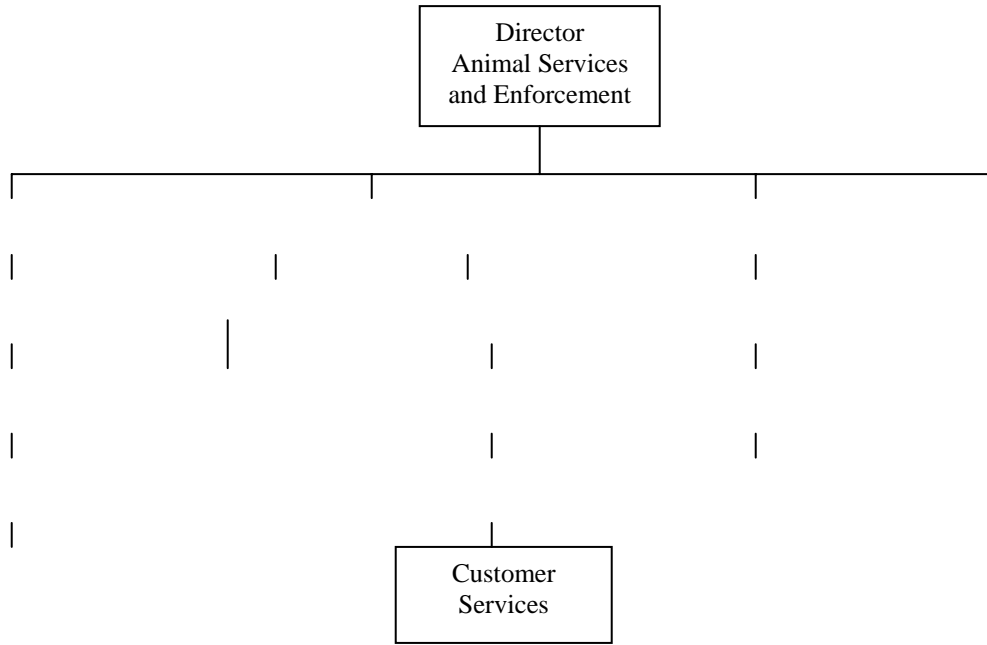 Director
Animal Services
and Enforcement
Customer
Services